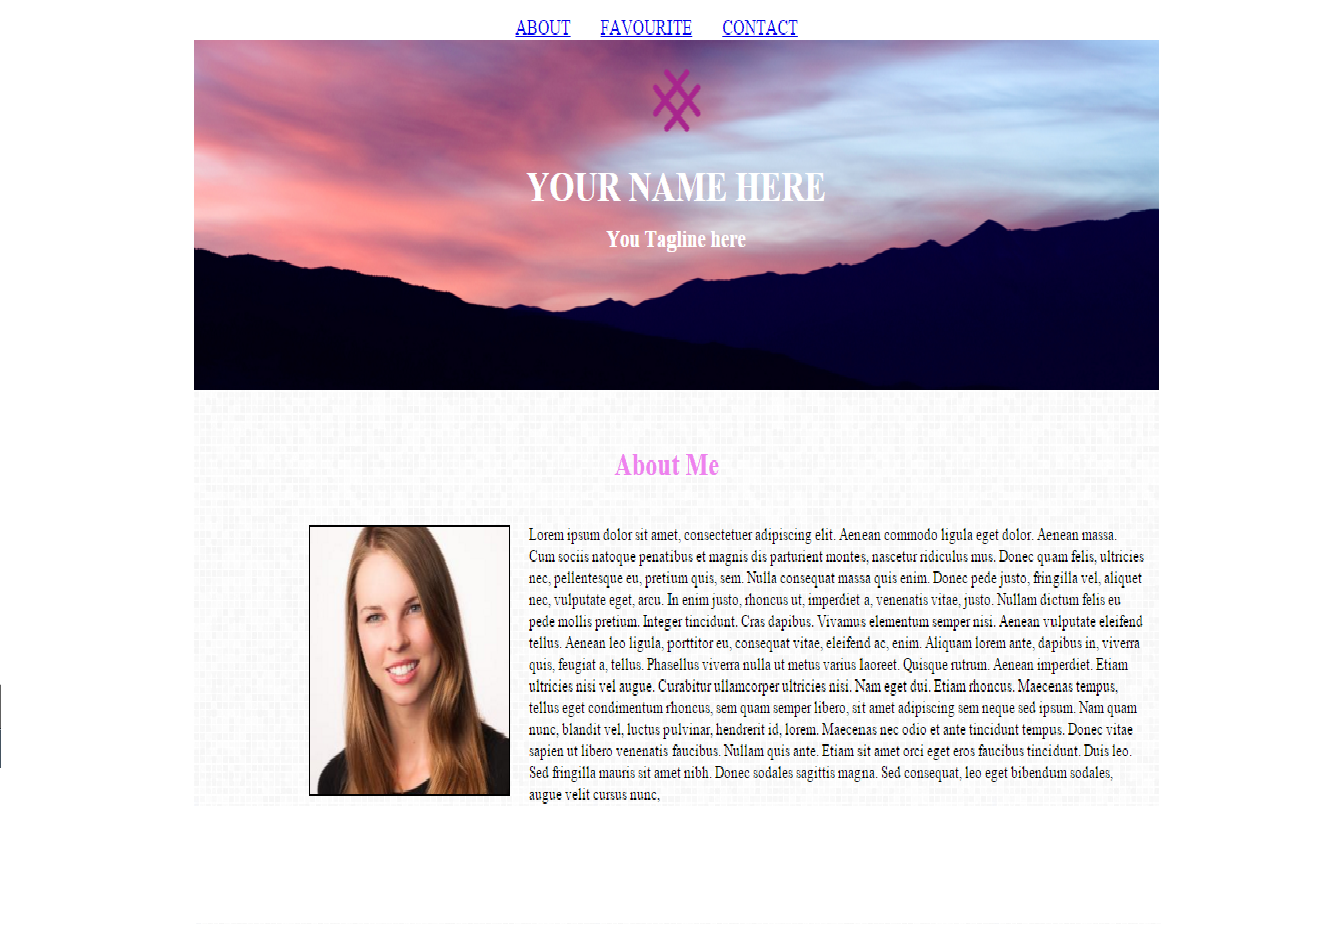 ABOUT FAVOURITE CONTACT
YOUR NAME HERE
You Tagline here
About Me
Lorem ipsum dolor sit amet, consectetuer adipiscing elit. Aenean commodo ligula eget dolor. Aenean massa.
Cum sociis natoque penatibus et magnis dis parturient montes, nascetur ridiculus mus. Donec quam felis, ultricies
nec, pellentesque eu, pretium quis, sem. Nulla consequat massa quis enim. Donec pede justo, fringilla vel, aliquet
nec, vulputate eget, arcu. In enim justo, rhoncus ut, imperdiet a, venenatis vitae, justo. Nullam dictum felis eu
pede mollis pretium. Integer tincidunt. Cras dapibus. Vivamus elementum semper nisi. Aenean vulputate eleifend
tellus. Aenean leo ligula, porttitor eu, consequat vitae, eleifend ac, enim. Aliquam lorem ante, dapibus in, viverra
quis, feugiat a, tellus. Phasellus viverra nulla ut metus varius laoreet. Quisque rutrum. Aenean imperdiet. Etiam
ultricies nisi vel augue. Curabitur ullamcorper ultricies nisi. Nam eget dui. Etiam rhoncus. Maecenas tempus,
tellus eget condimentum rhoncus, sem quam semper libero, sit amet adipiscing sem neque sed ipsum. Nam quam
nunc, blandit vel, luctus pulvinar, hendrerit id, lorem. Maecenas nec odio et ante tincidunt tempus. Donec vitae
sapien ut libero venenatis faucibus. Nullam quis ante. Etiam sit amet orci eget eros faucibus tincidunt. Duis leo.
Sed fringilla mauris sit amet nibh. Donec sodales sagittis magna. Sed consequat, leo eget bibendum sodales,
augue velit cursus nunc,